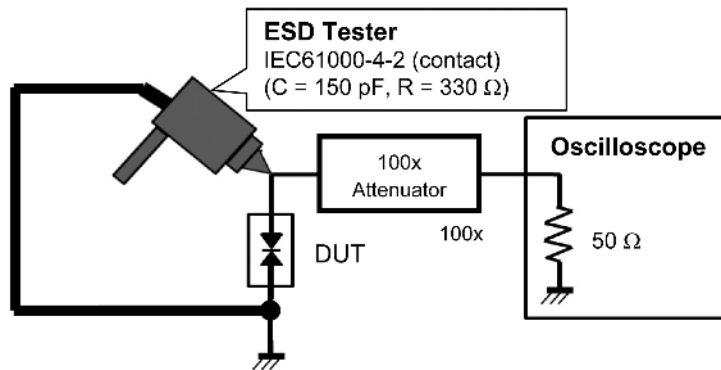 ESD Tester
IEC61000-4-2 (contact)
(C = 150 pF, R = 330 Ω)
100x
Attenuator
100x
Oscilloscope
50 Ω
DUT